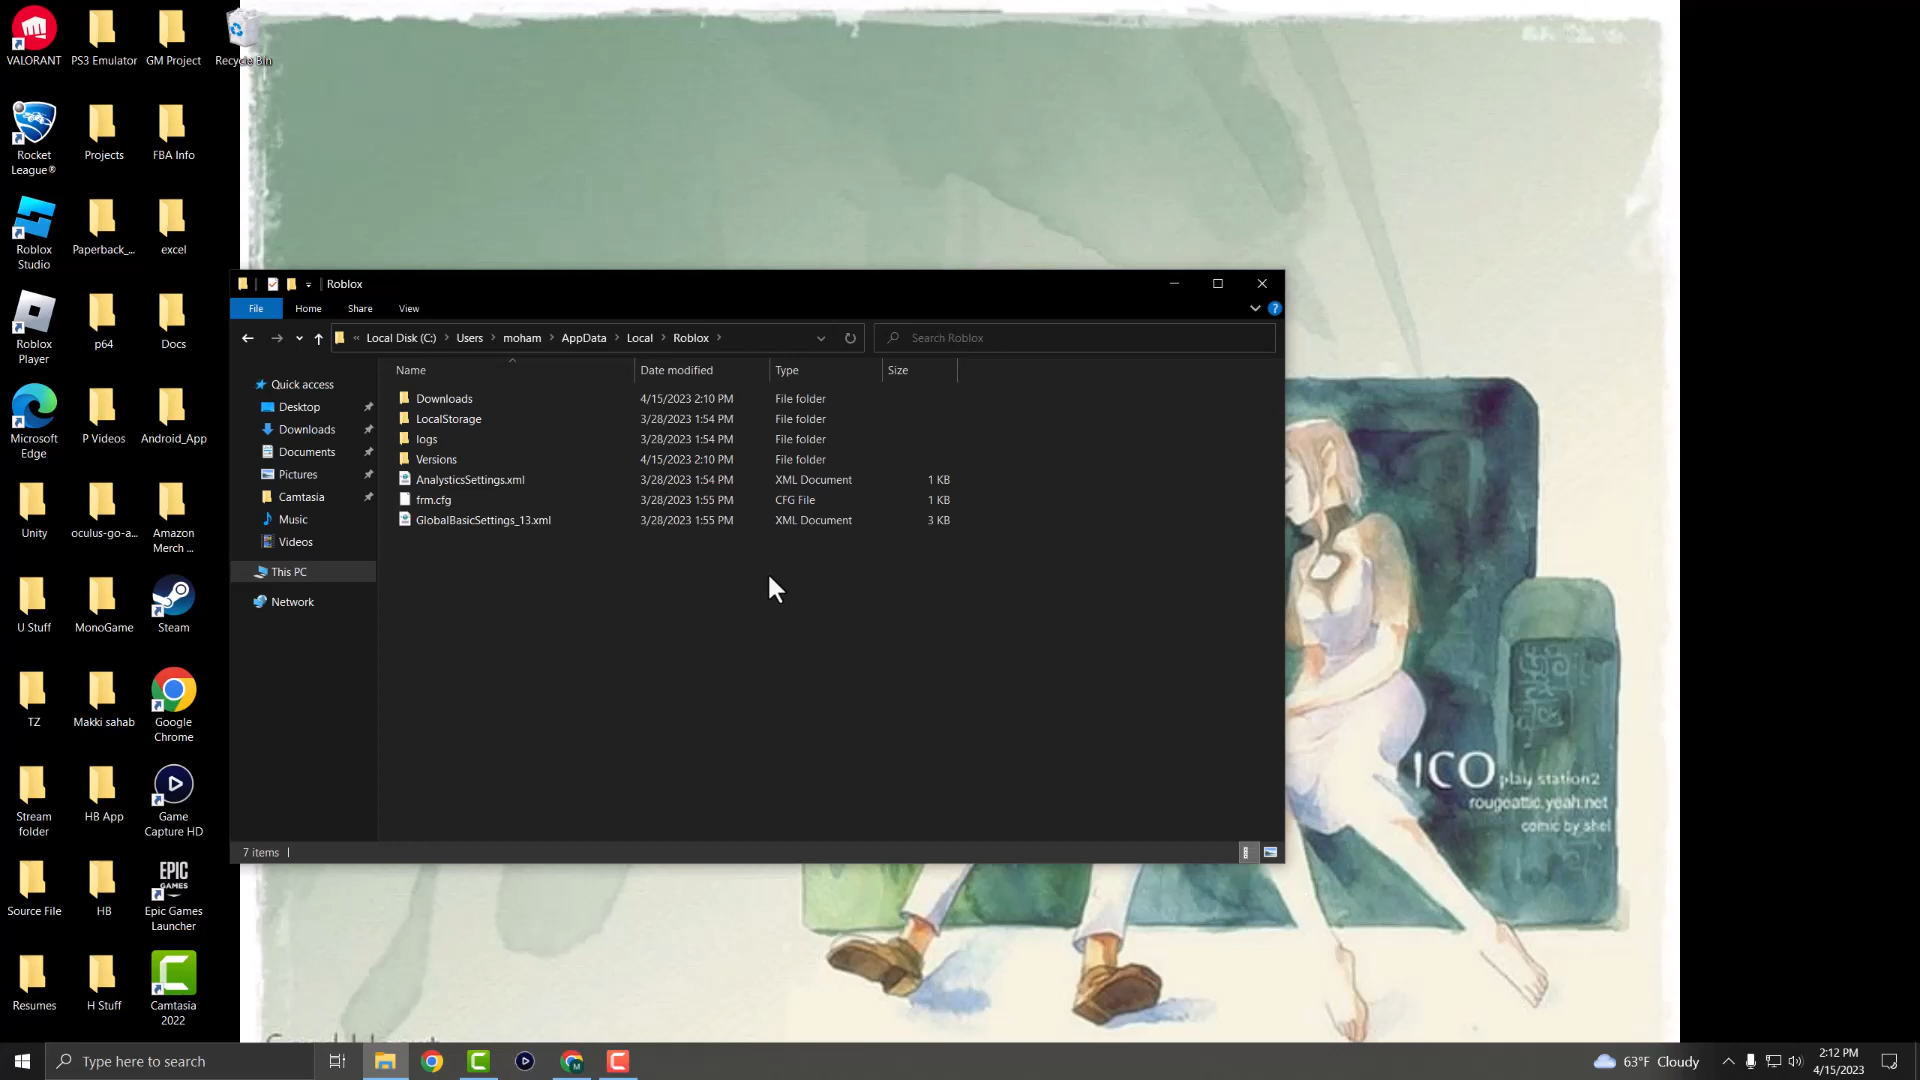 VALORANT
PS3 Emulator
GM Project
Recycle Bin
Rocket League®
Projects
FBA Info
Roblox Studio
Paperback_...
excel
Roblox Player
p64
Docs
Microsoft Edge
P Videos
Android_App
Unity
oculus-go-a...
Amazon Merch ...
U Stuff
MonoGame
Steam
TZ
Makki sahab
Google Chrome
Stream folder
HB App
Game Capture HD
Source File
HB
EPIC GAMES
Epic Games Launcher
Resumes
H Stuff
Camtasia 2022
Roblox
File Home Share View
« Local Disk (C:) › Users › moham › AppData › Local › Roblox ›
Search Roblox
Name Date modified Type Size
Quick access
Desktop
Downloads
Documents
Pictures
Camtasia
Music
Videos
This PC
Network
Downloads 4/15/2023 2:10 PM File folder
LocalStorage 3/28/2023 1:54 PM File folder
logs 3/28/2023 1:54 PM File folder
Versions 4/15/2023 2:10 PM File folder
AnalysticsSettings.xml 3/28/2023 1:54 PM XML Document 1 KB
frm.cfg 3/28/2023 1:55 PM CFG File 1 KB
GlobalBasicSettings_13.xml 3/28/2023 1:55 PM XML Document 3 KB
7 items
ICO play station2
rougeattic.yeah.net
comic by shel
Type here to search
63°F Cloudy
2:12 PM
4/15/2023